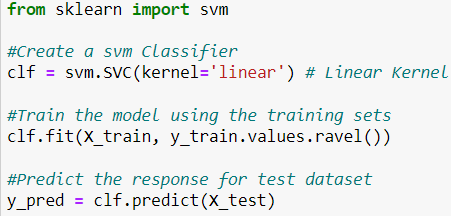 from sklearn import svm
#Create a svm Classifier
clf = svm.SVC(kernel='linear') # Linear Kernel
#Train the model using the training sets
clf.fit(X_train, y_train.values.ravel())
#Predict the response for test dataset
y_pred = clf.predict(X_test)